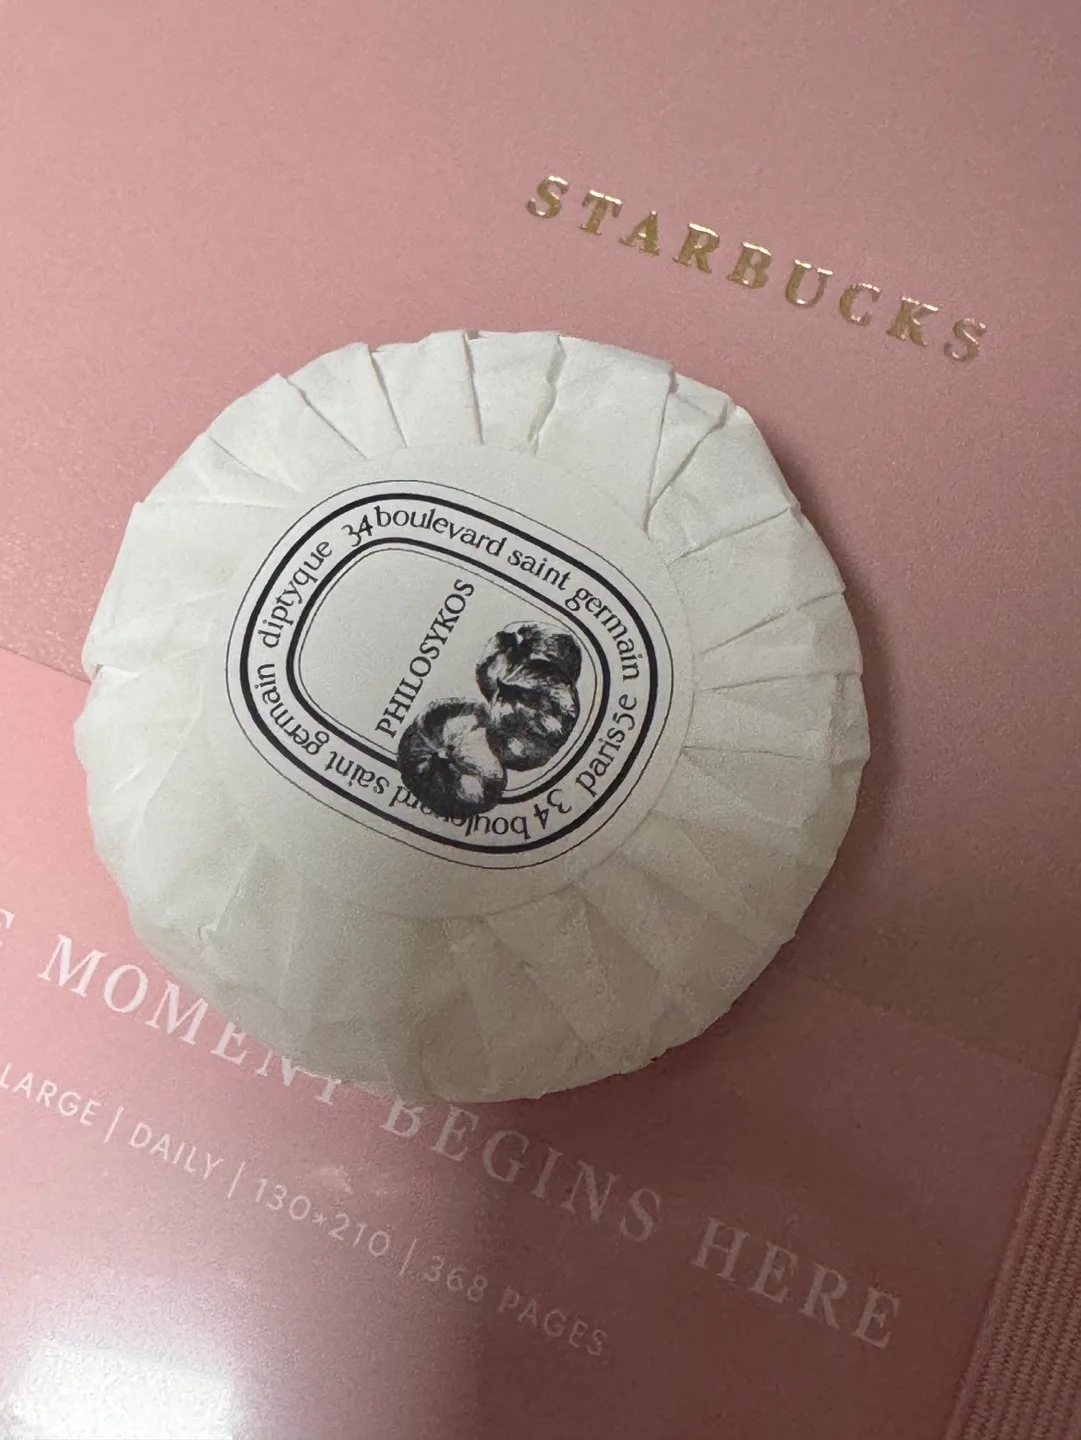 STARBUCKS
diptyque 34 boulevard saint germain paris5e
34 boulevard saint germain
PHILOSYKOS
MOMENT BEGINS HERE
LARGE | DAILY | 130*210 | 368 PAGES